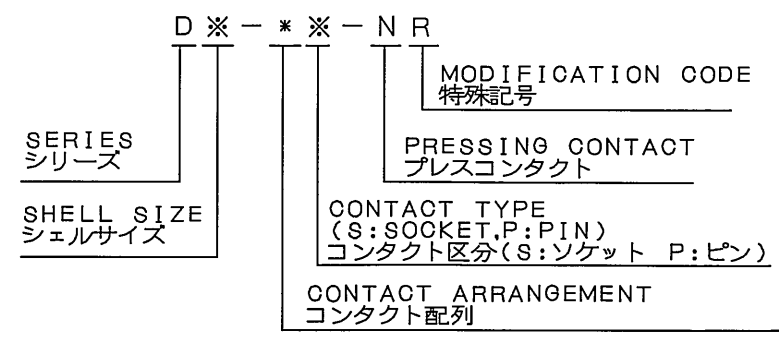 D※-*※-NR
MODIFICATION CODE
特殊記号
SERIES
シリーズ
PRESSING CONTACT
プレスコンタクト
SHELL SIZE
シェルサイズ
CONTACT TYPE
(S:SOCKET,P:PIN)
コンタクト区分(S:ソケット P:ピン)
CONTACT ARRANGEMENT
コンタクト配列